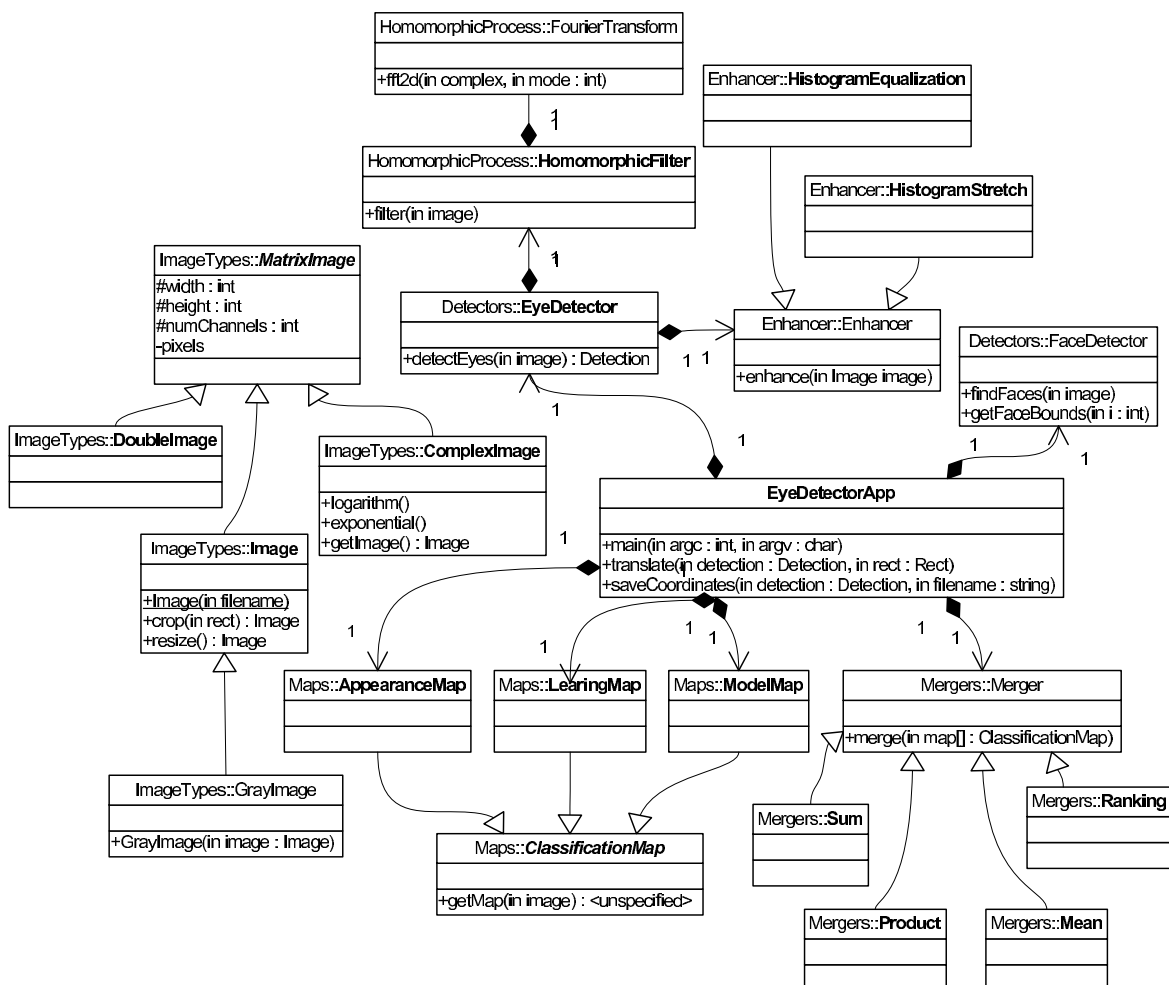 HomomorphicProcess::FourierTransform
+fft2d(in complex, in mode : int)
1
1
Enhancer::HistogramEqualization
HomomorphicProcess::HomomorphicFilter
+filter(in image)
Enhancer::HistogramStretch
1
1
ImageTypes::MatrixImage
#width : int
#height : int
#numChannels : int
-pixels
Detectors::EyeDetector
+detectEyes(in image) : Detection
1
1
Enhancer::Enhancer
+enhance(in Image image)
Detectors::FaceDetector
+findFaces(in image)
+getFaceBounds(in i : int)
1
1
1
1
ImageTypes::DoubleImage
ImageTypes::ComplexImage
+logarithm()
+exponential()
+getImage() : Image
EyeDetectorApp
+main(in argc : int, in argv : char)
+translate(in detection : Detection, in rect : Rect)
+saveCoordinates(in detection : Detection, in filename : string)
ImageTypes::Image
+Image(in filename)
+crop(in rect) : Image
+resize() : Image
1
1
1
1
1
1
1
1
Maps::AppearanceMap
Maps::LearingMap
Maps::ModelMap
Mergers::Merger
+merge(in map[] : ClassificationMap)
ImageTypes::GrayImage
+GrayImage(in image : Image)
Mergers::Sum
Mergers::Ranking
Maps::ClassificationMap
+getMap(in image) : <unspecified>
Mergers::Product
Mergers::Mean